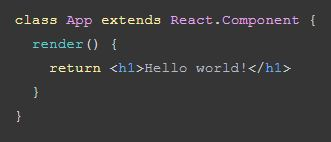 class App extends React.Component {
  render() {
    return <h1>Hello world!</h1>
  }
}